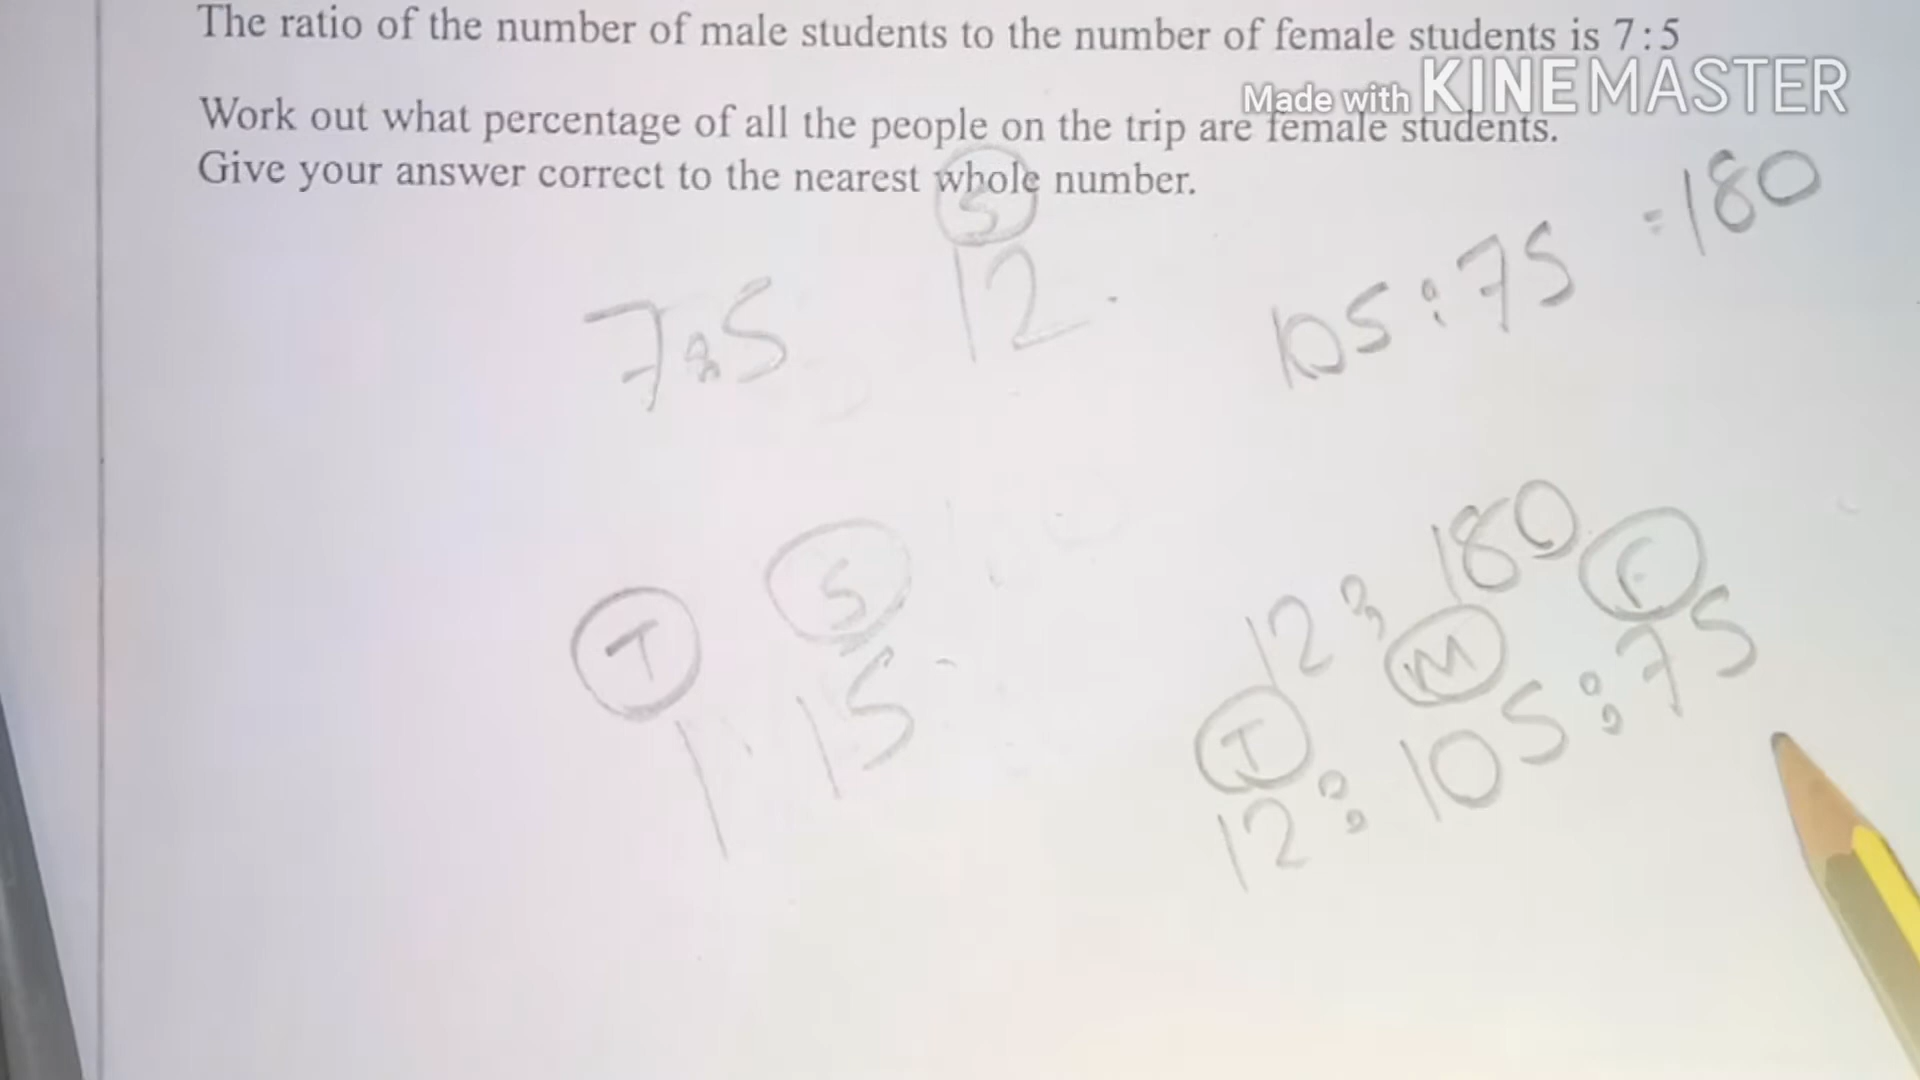 The ratio of the number of male students to the number of female students is 7 : 5
Made with KINEMASTER
Work out what percentage of all the people on the trip are female students.
Give your answer correct to the nearest whole number.
S
= 180
7:5
12
105 : 75
12 : 180
T S
M F
1 15
T
12 : 105 : 75